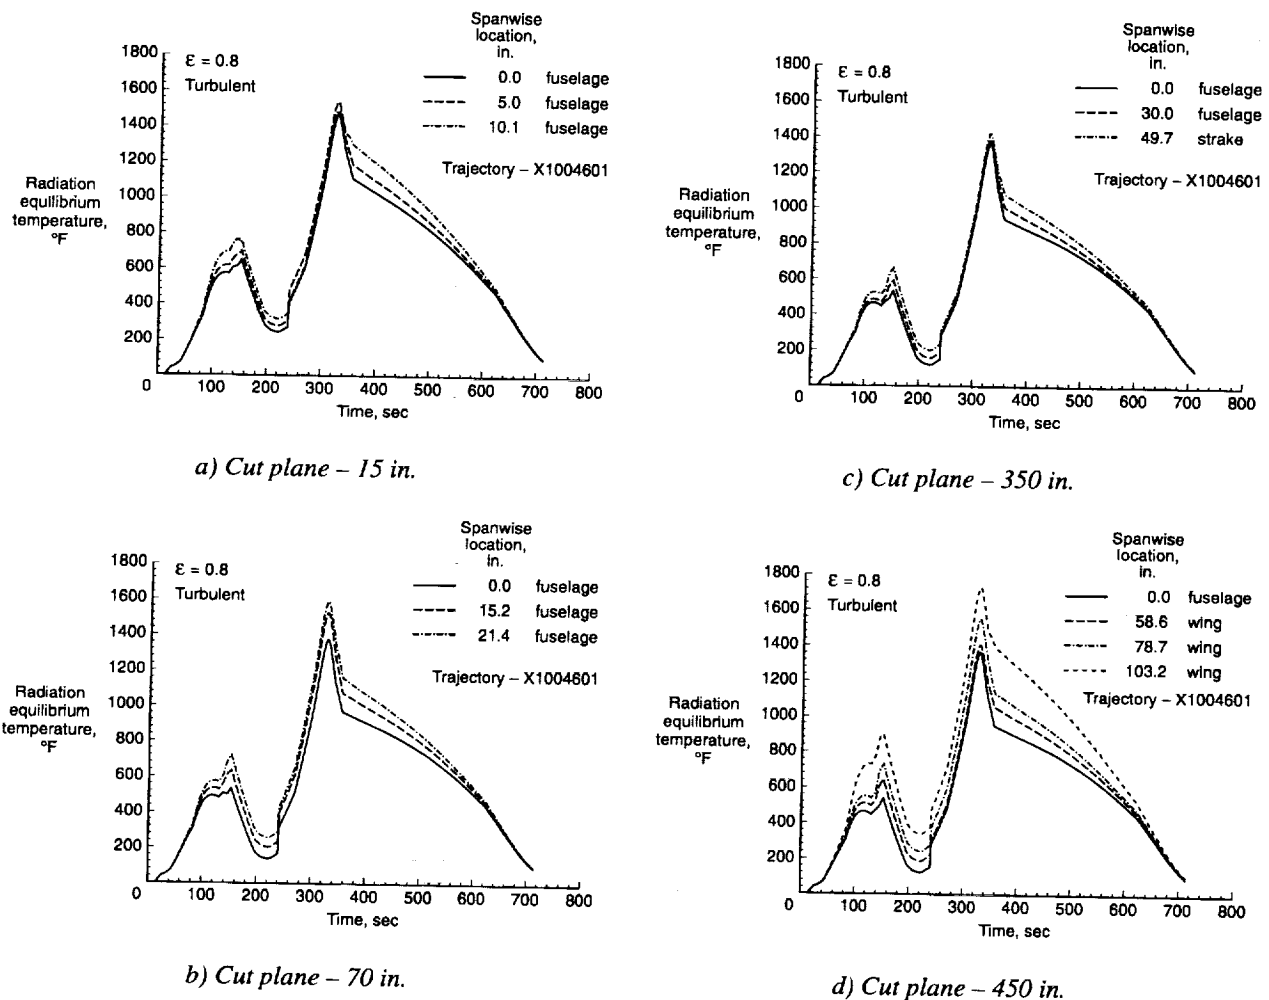 Spanwise
location,
in.
ε = 0.8
Turbulent
0.0 fuselage
5.0 fuselage
10.1 fuselage
Trajectory – X1004601
Radiation
equilibrium
temperature,
°F
1800
1600
1400
1200
1000
800
600
400
200
0 100 200 300 400 500 600 700 800
Time, sec
a) Cut plane – 15 in.
Spanwise
location,
in.
ε = 0.8
Turbulent
0.0 fuselage
30.0 fuselage
49.7 strake
Trajectory – X1004601
Radiation
equilibrium
temperature,
°F
1800
1600
1400
1200
1000
800
600
400
200
0 100 200 300 400 500 600 700 800
Time, sec
c) Cut plane – 350 in.
Spanwise
location,
in.
ε = 0.8
Turbulent
0.0 fuselage
15.2 fuselage
21.4 fuselage
Trajectory – X1004601
Radiation
equilibrium
temperature,
°F
1800
1600
1400
1200
1000
800
600
400
200
0 100 200 300 400 500 600 700 800
Time, sec
b) Cut plane – 70 in.
Spanwise
location,
in.
ε = 0.8
Turbulent
0.0 fuselage
58.6 wing
78.7 wing
103.2 wing
Trajectory – X1004601
Radiation
equilibrium
temperature,
°F
1800
1600
1400
1200
1000
800
600
400
200
0 100 200 300 400 500 600 700 800
Time, sec
d) Cut plane – 450 in.